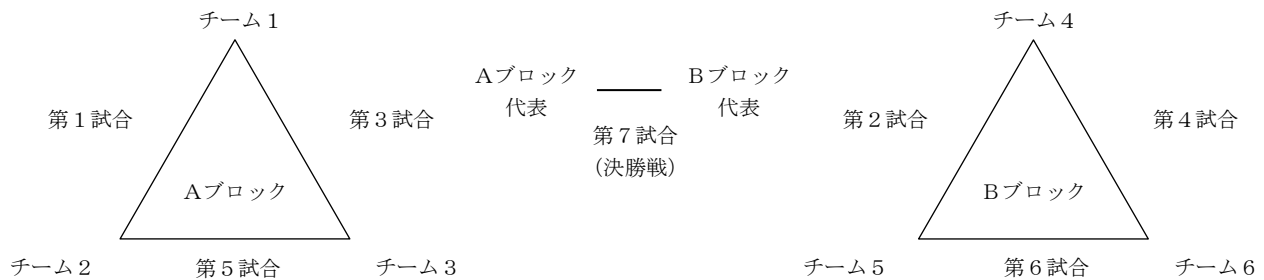 チーム1
チーム4
Aブロック
代表
Bブロック
代表
第1試合
第3試合
第7試合
(決勝戦)
第2試合
第4試合
Aブロック
Bブロック
チーム2
第5試合
チーム3
チーム5
第6試合
チーム6